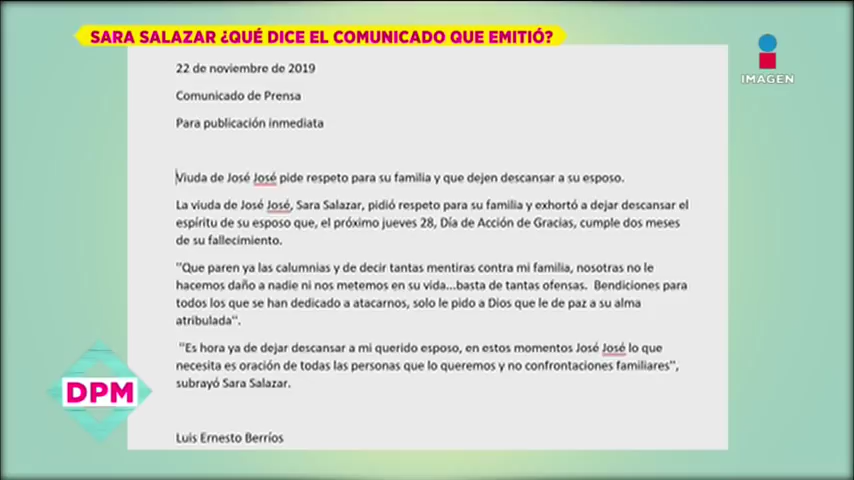 SARA SALAZAR ¿QUÉ DICE EL COMUNICADO QUE EMITIÓ?
IMAGEN
22 de noviembre de 2019
Comunicado de Prensa
Para publicación inmediata
Viuda de José José pide respeto para su familia y que dejen descansar a su esposo.
La viuda de José José, Sara Salazar, pidió respeto para su familia y exhortó a dejar descansar el
espíritu de su esposo que, el próximo jueves 28, Día de Acción de Gracias, cumple dos meses
de su fallecimiento.
"Que paren ya las calumnias y de decir tantas mentiras contra mi familia, nosotras no le
hacemos daño a nadie ni nos metemos en su vida...basta de tantas ofensas. Bendiciones para
todos los que se han dedicado a atacarnos, solo le pido a Dios que le de paz a su alma
atribulada".
"Es hora ya de dejar descansar a mi querido esposo, en estos momentos José José lo que
necesita es oración de todas las personas que lo queremos y no confrontaciones familiares",
subrayó Sara Salazar.
DPM
Luis Ernesto Berríos